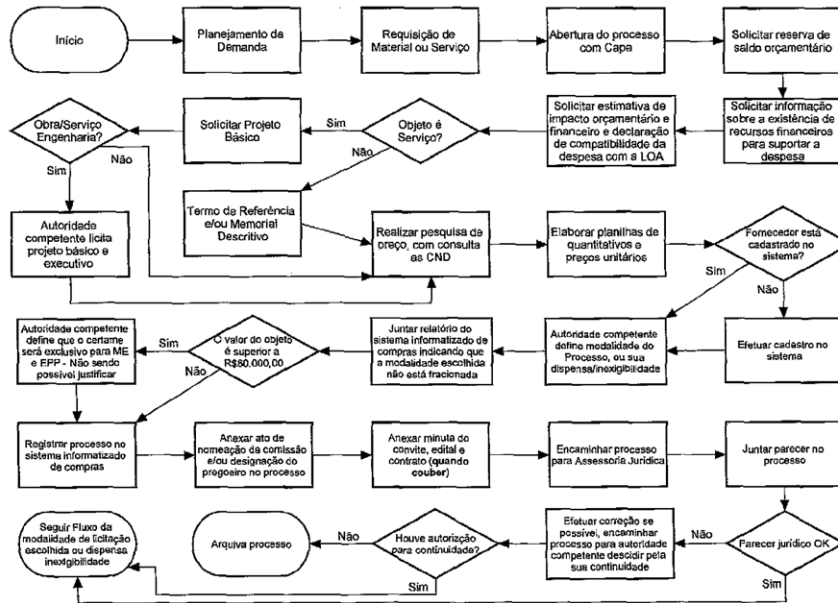 Início
Planejamento da
Demanda
Requisição de
Material ou Serviço
Abertura do processo
com Capa
Solicitar reserva de
saldo orçamentário
Obra/Serviço
Engenharia?
Solicitar Projeto
Básico
Sim
Objeto é
Serviço?
Solicitar estimativa de
impacto orçamentário e
financeiro e declaração
de compatibilidade da
despesa com a LOA
Solicitar informação
sobre a existência de
recursos financeiros
para suportar a
despesa
Não
Sim
Não
Autoridade
competente licita
projeto básico e
executivo
Termo de Referência
e/ou Memorial
Descritivo
Realizar pesquisa de
preço, com consulta
as CND
Elaborar planilhas de
quantitativos e
preços unitários
Fornecedor está
cadastrado no
sistema?
Sim
Não
Autoridade competente
define que o certame
será exclusivo para ME
e EPP - Não sendo
possível justificar
Sim
O valor do objeto
é superior a
R$80.000,00
Não
Juntar relatório do
sistema informatizado de
compras indicando que
a modalidade escolhida
não está fracionada
Autoridade competente
define modalidade do
Processo, ou sua
dispensa/inexigibilidade
Efetuar cadastro no
sistema
Registrar processo no
sistema informatizado
de compras
Anexar ato de
nomeação da comissão
e/ou designação do
pregoeiro no processo
Anexar minuta do
convite, edital e
contrato (quando
couber)
Encaminhar processo
para Assessoria Jurídica
Juntar parecer no
processo
Seguir Fluxo da
modalidade de licitação
escolhida ou dispensa
inexigibilidade
Arquiva processo
Não
Houve autorização
para continuidade?
Sim
Efetuar correção se
possível, encaminhar
processo para autoridade
competente descidir pela
sua continuidade
Não
Parecer jurídico OK
Sim